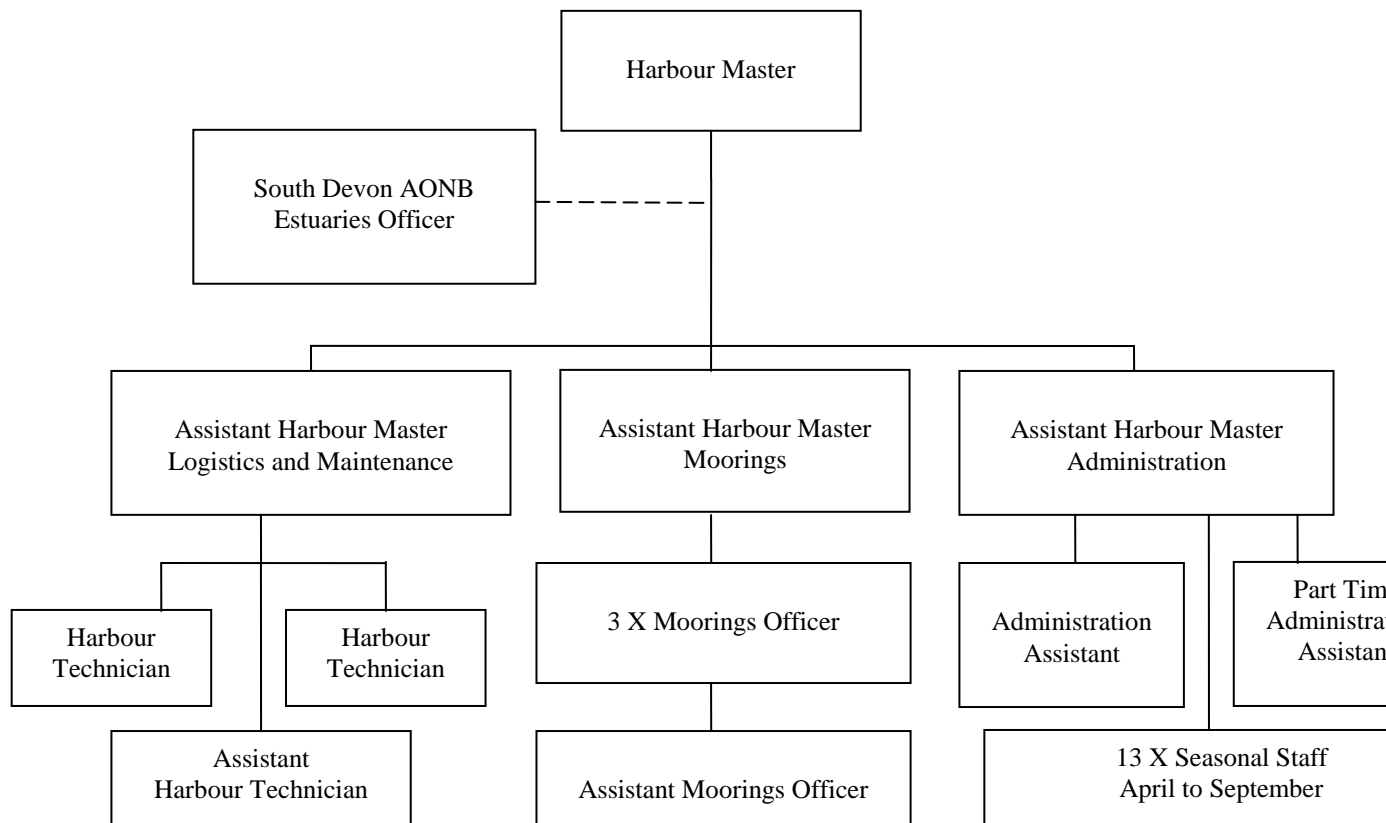 Harbour Master
South Devon AONB
Estuaries Officer
Assistant Harbour Master
Logistics and Maintenance
Assistant Harbour Master
Moorings
Assistant Harbour Master
Administration
Harbour
Technician
Harbour
Technician
3 X Moorings Officer
Administration
Assistant
Part
Assistant
Harbour Technician
Assistant Moorings Officer
13 X Seasonal Staff
April to September